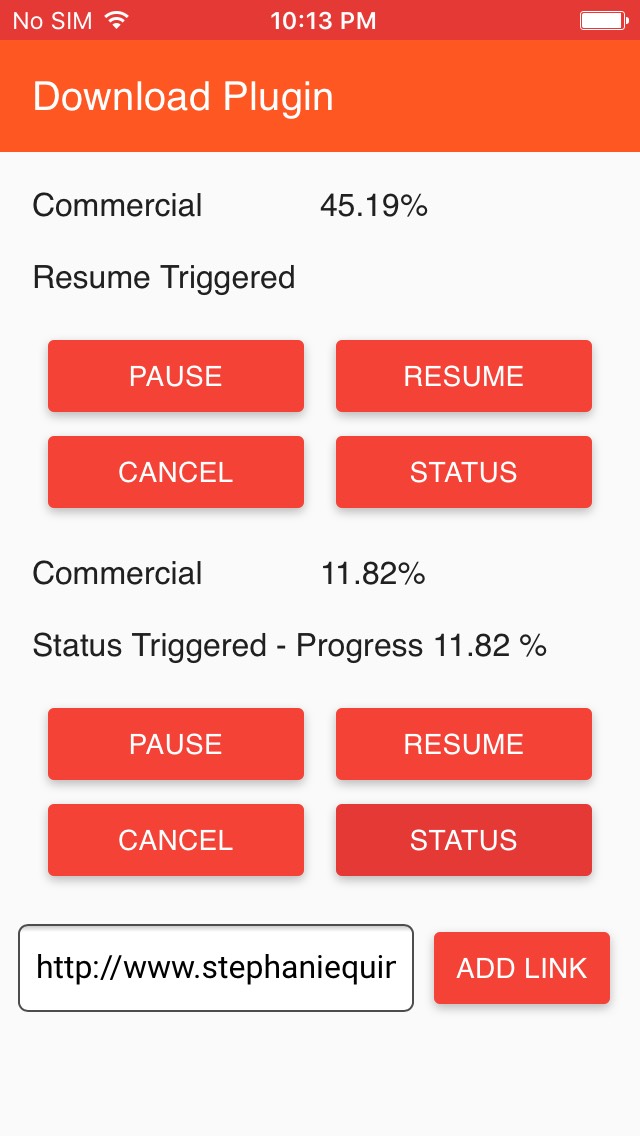 No SIM 10:13 PM
Download Plugin
Commercial 45.19%
Resume Triggered
PAUSE RESUME
CANCEL STATUS
Commercial 11.82%
Status Triggered - Progress 11.82 %
PAUSE RESUME
CANCEL STATUS
http://www.stephaniequir ADD LINK